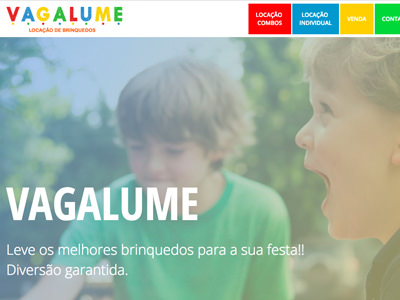 VAGALUME
LOCAÇÃO DE BRINQUEDOS
LOCAÇÃO
COMBOS
LOCAÇÃO
INDIVIDUAL
VENDA
CONTA
VAGALUME
Leve os melhores brinquedos para a sua festa!!
Diversão garantida.